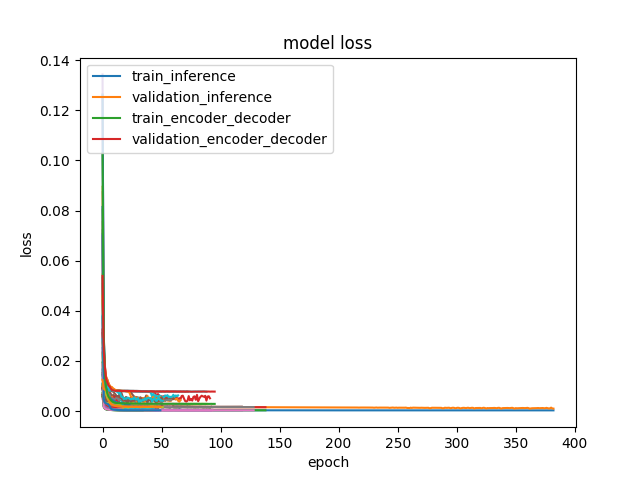 model loss
train_inference
validation_inference
train_encoder_decoder
validation_encoder_decoder
0.14
0.12
0.10
0.08
0.06
0.04
0.02
0.00
loss
0 50 100 150 200 250 300 350 400
epoch